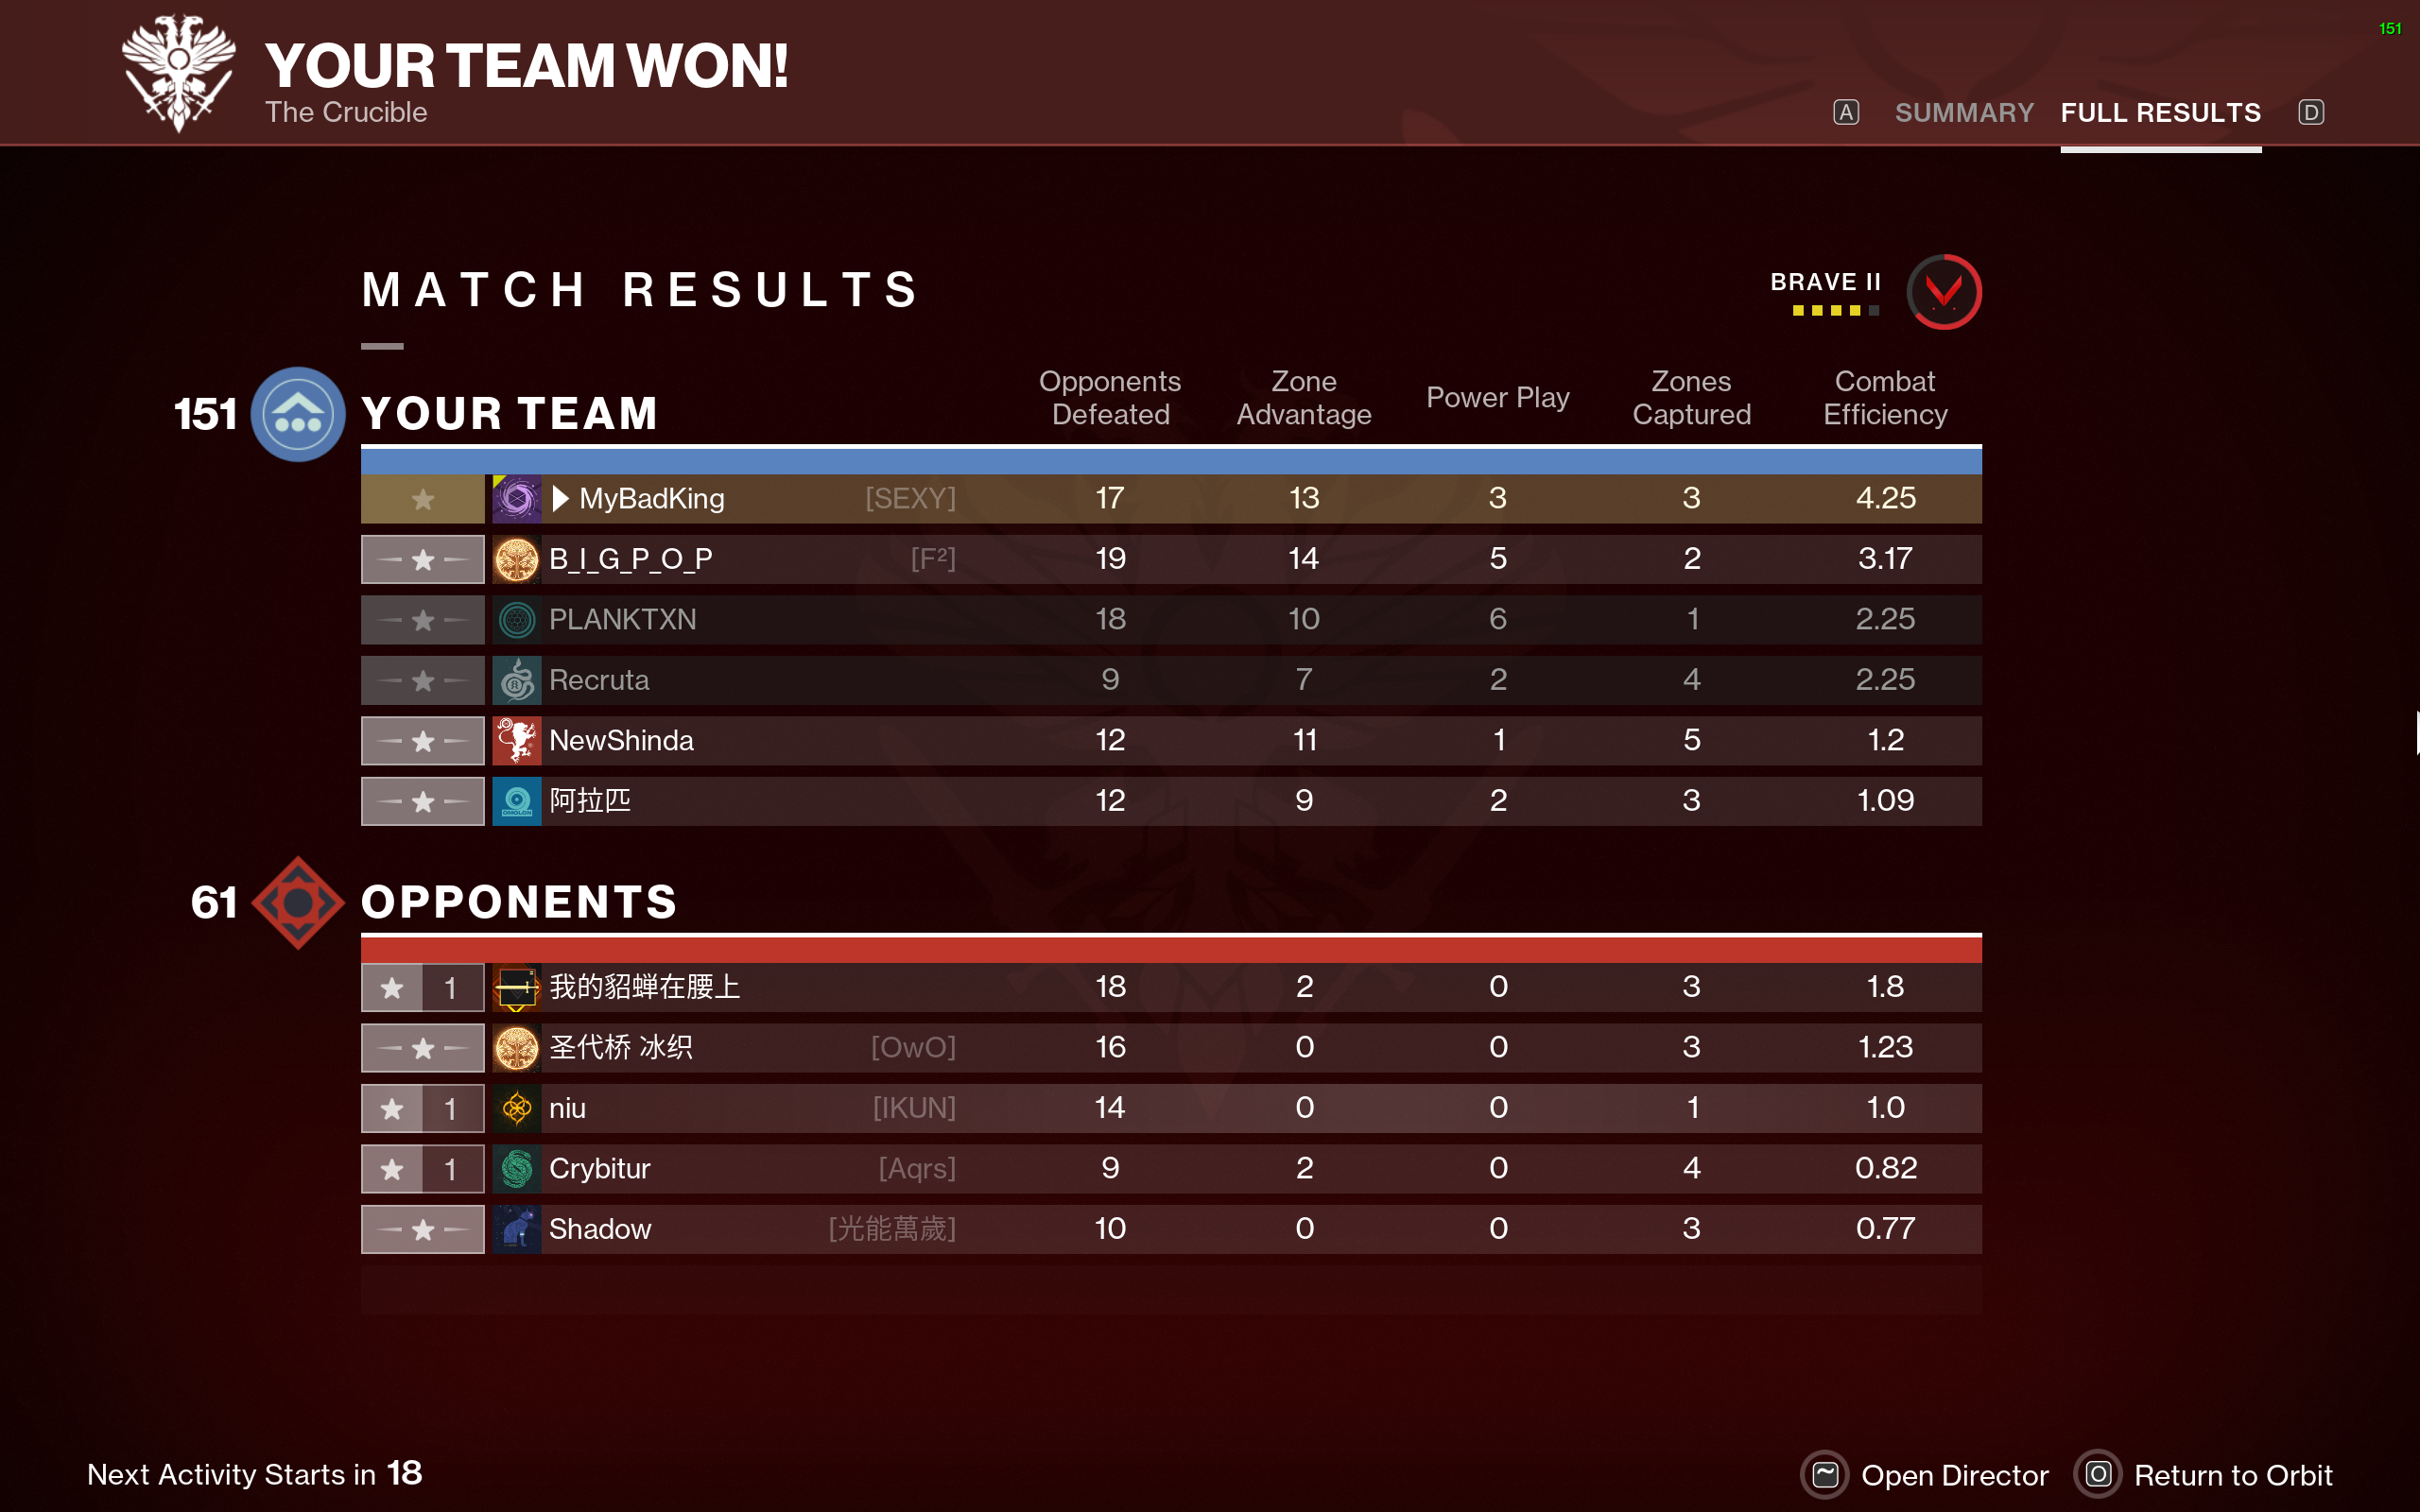 151
YOUR TEAM WON!
The Crucible
A SUMMARY FULL RESULTS D
MATCH RESULTS
BRAVE II
151 YOUR TEAM
Opponents Defeated Zone Advantage Power Play Zones Captured Combat Efficiency
MyBadKing [SEXY] 17 13 3 3 4.25
B_I_G_P_O_P [F²] 19 14 5 2 3.17
PLANKTXN 18 10 6 1 2.25
Recruta 9 7 2 4 2.25
NewShinda 12 11 1 5 1.2
OMOLON
阿拉匹 12 9 2 3 1.09
61 OPPONENTS
1 我的貂蝉在腰上 18 2 0 3 1.8
圣代桥 冰织 [OwO] 16 0 0 3 1.23
1 niu [IKUN] 14 0 0 1 1.0
1 Crybitur [Aqrs] 9 2 0 4 0.82
Shadow [光能萬歲] 10 0 0 3 0.77
Next Activity Starts in 18
~ Open Director O Return to Orbit